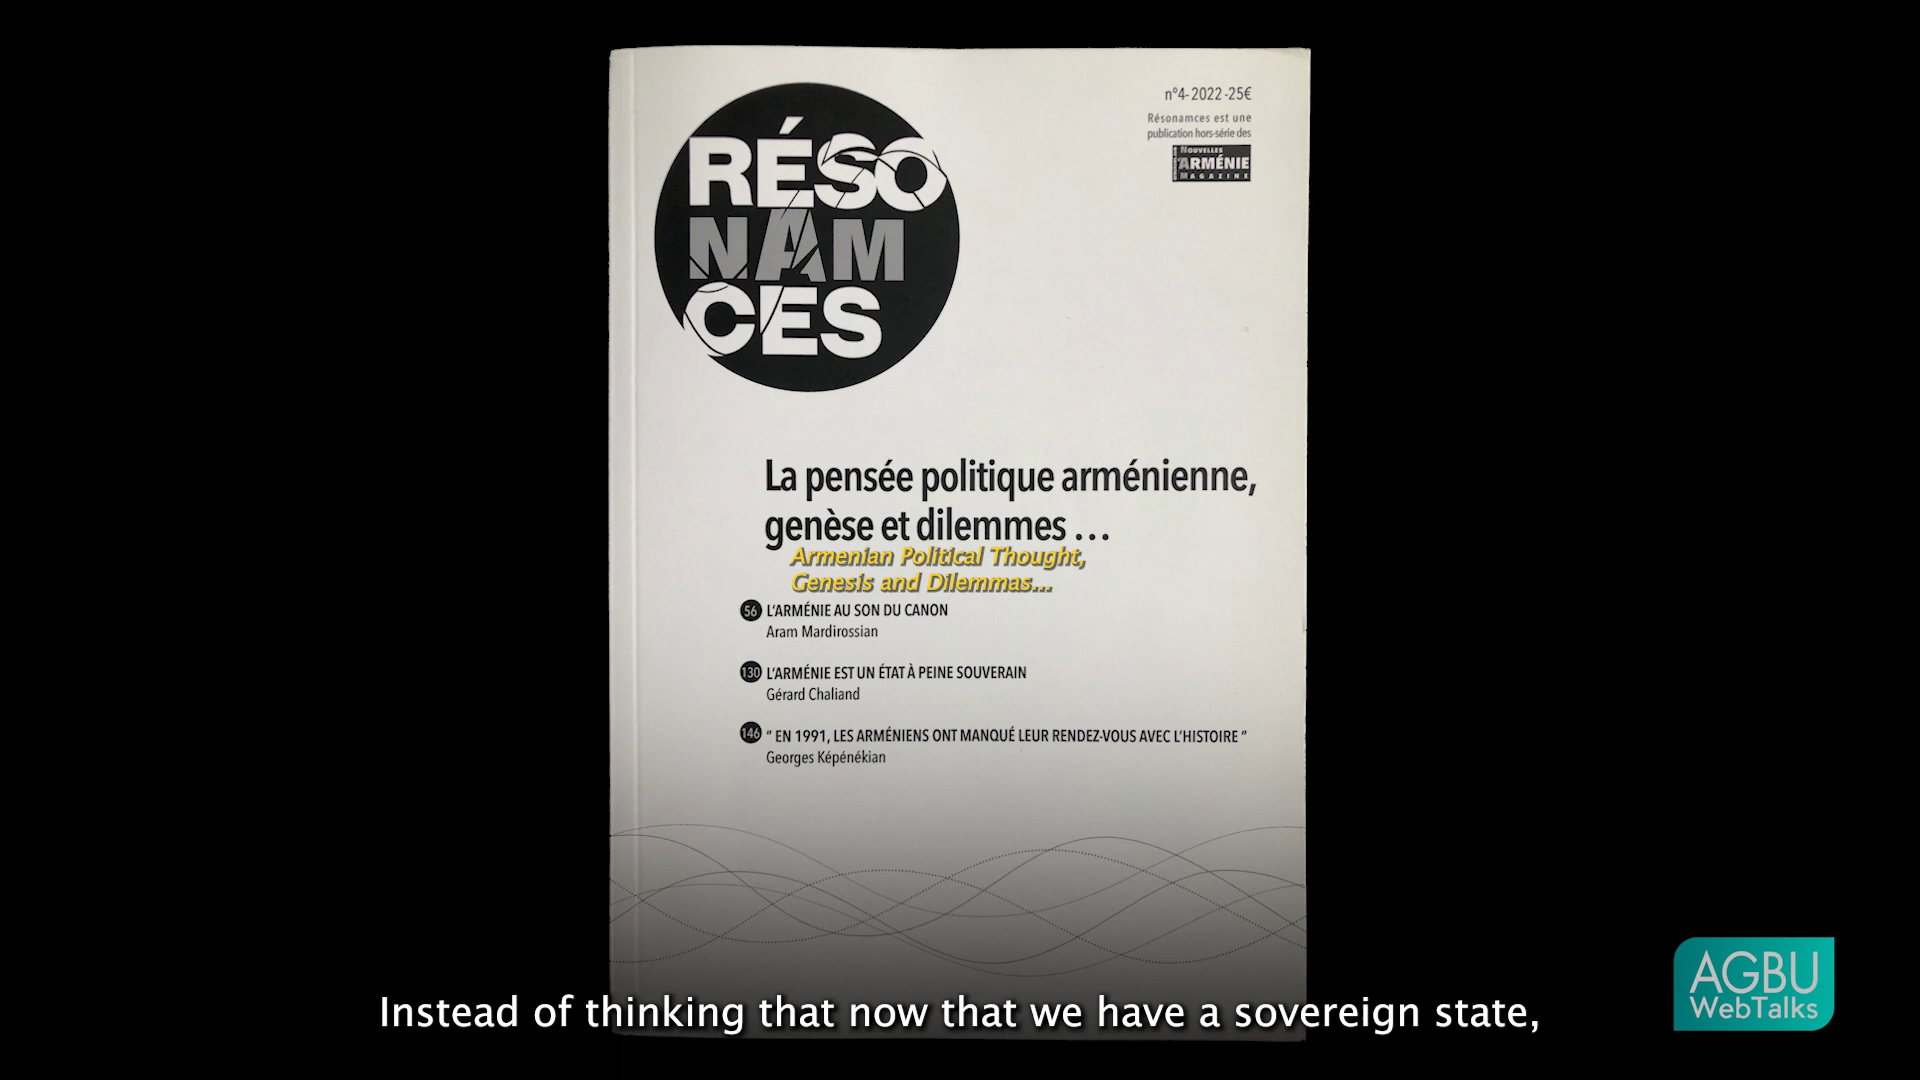 RÉSO
NAM
CES
n°4-2022-25€
Résonamces est une
publication hors-série des
NOUVELLES
ARMÉNIE
MAGAZINE
La pensée politique arménienne,
genèse et dilemmes ...
Armenian Political Thought,
Genesis and Dilemmas...
56 L'ARMÉNIE AU SON DU CANON
Aram Mardirossian
130 L'ARMÉNIE EST UN ÉTAT À PEINE SOUVERAIN
Gérard Chaliand
146 " EN 1991, LES ARMÉNIENS ONT MANQUÉ LEUR RENDEZ-VOUS AVEC L'HISTOIRE "
Georges Képénékian
Instead of thinking that now that we have a sovereign state,
AGBU
WebTalks